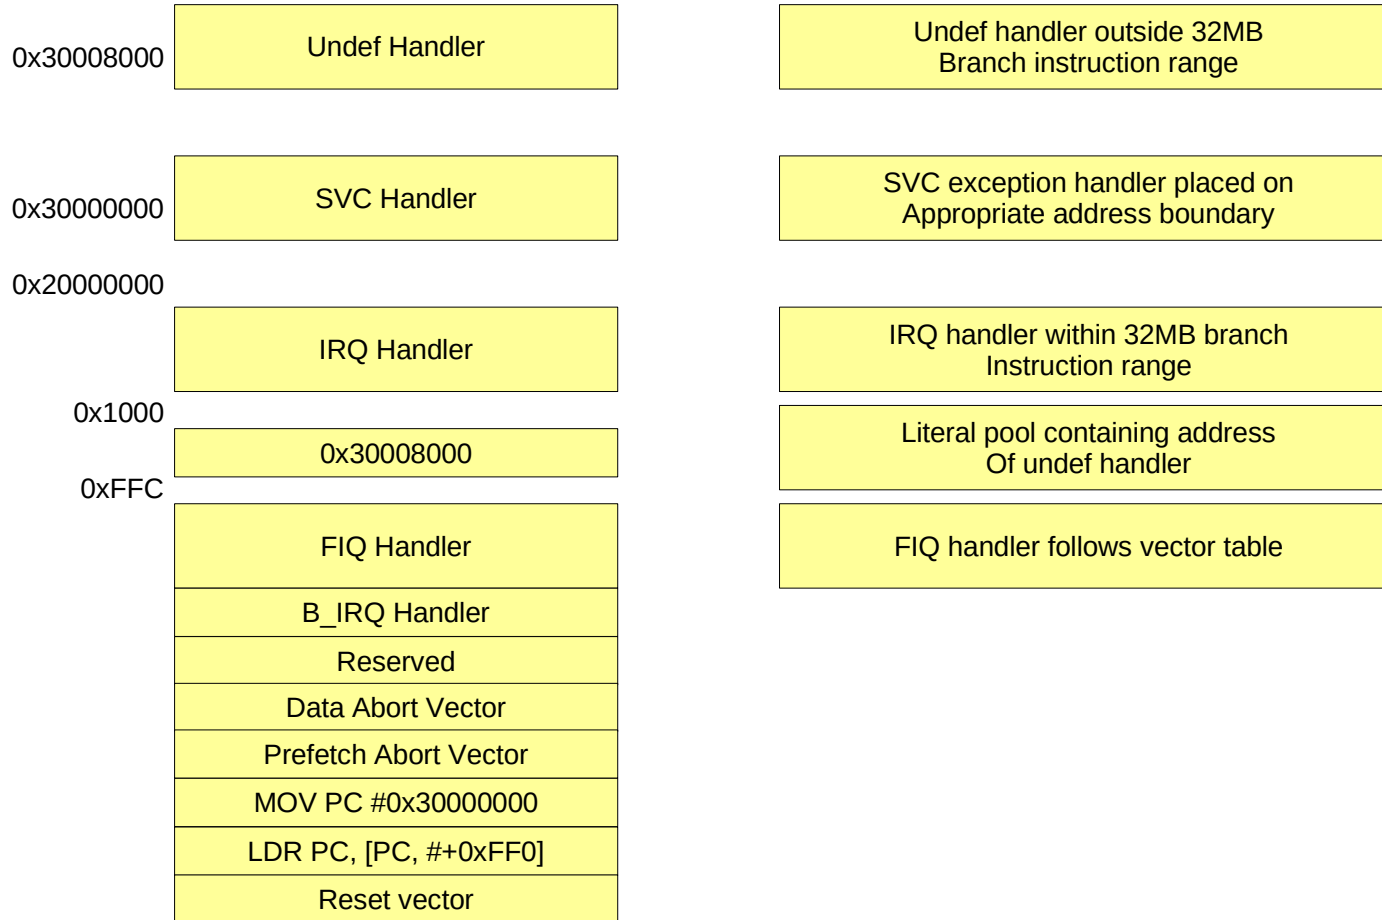 Undef Handler
0x30008000
Undef handler outside 32MB
Branch instruction range
SVC Handler
0x30000000
SVC exception handler placed on
Appropriate address boundary
0x20000000
IRQ Handler
IRQ handler within 32MB branch
Instruction range
0x1000
0x30008000
Literal pool containing address
Of undef handler
0xFFC
FIQ Handler
FIQ handler follows vector table
B_IRQ Handler
Reserved
Data Abort Vector
Prefetch Abort Vector
MOV PC #0x30000000
LDR PC, [PC, #+0xFF0]
Reset vector